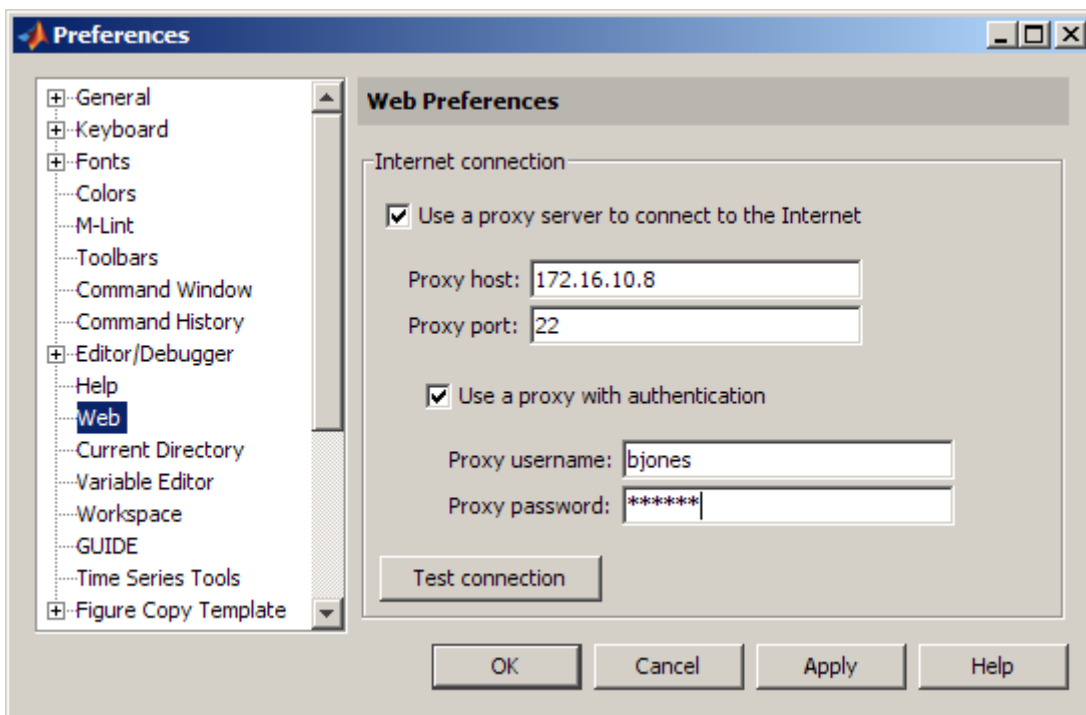 Preferences
General
Keyboard
Fonts
Colors
M-Lint
Toolbars
Command Window
Command History
Editor/Debugger
Help
Web
Current Directory
Variable Editor
Workspace
GUIDE
Time Series Tools
Figure Copy Template
Web Preferences
Internet connection
Use a proxy server to connect to the Internet
Proxy host: 172.16.10.8
Proxy port: 22
Use a proxy with authentication
Proxy username: bjones
Proxy password: ******
Test connection
OK Cancel Apply Help